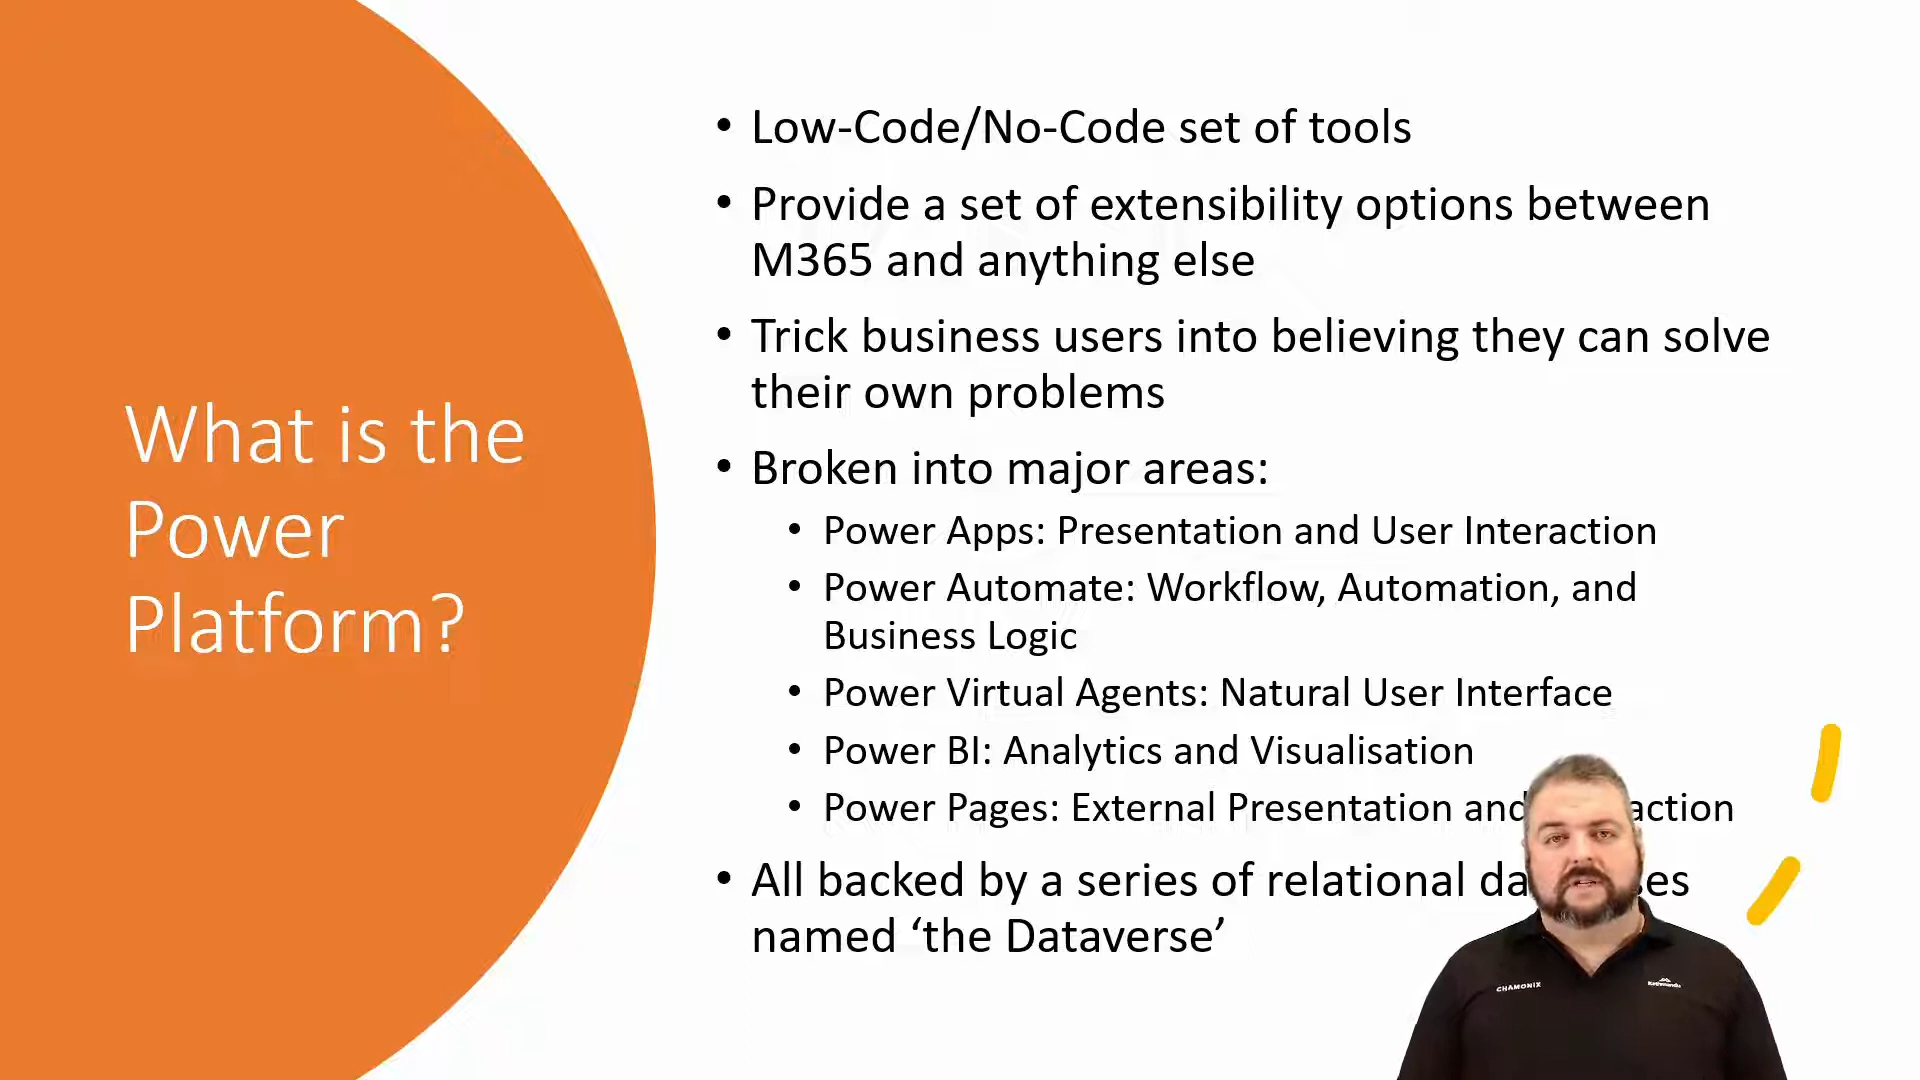 What is the
Power
Platform?
• Low-Code/No-Code set of tools
• Provide a set of extensibility options between
M365 and anything else
• Trick business users into believing they can solve
their own problems
• Broken into major areas:
• Power Apps: Presentation and User Interaction
• Power Automate: Workflow, Automation, and
Business Logic
• Power Virtual Agents: Natural User Interface
• Power BI: Analytics and Visualisation
• Power Pages: External Presentation and
• All backed by a series of relational
named ‘the Dataverse’
CHAMONIX
Kathmandu